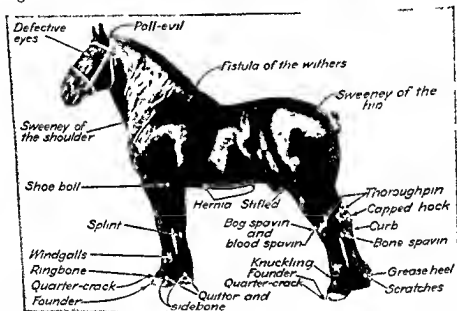 Defective
eyes
Poll-evil
Fistula of the withers
Sweeney of the
hip
Sweeney of
the shoulder
Shoe boil
Hernia Stifled
Thoroughpin
Capped hock
Curb
Bone spavin
Bog spavin
and
blood spavin
Splint
Windgalls
Ringbone
Quarter-crack
Founder
Quittor and
sidebone
Knuckling
Founder
Quarter-crack
Grease heel
Scratches